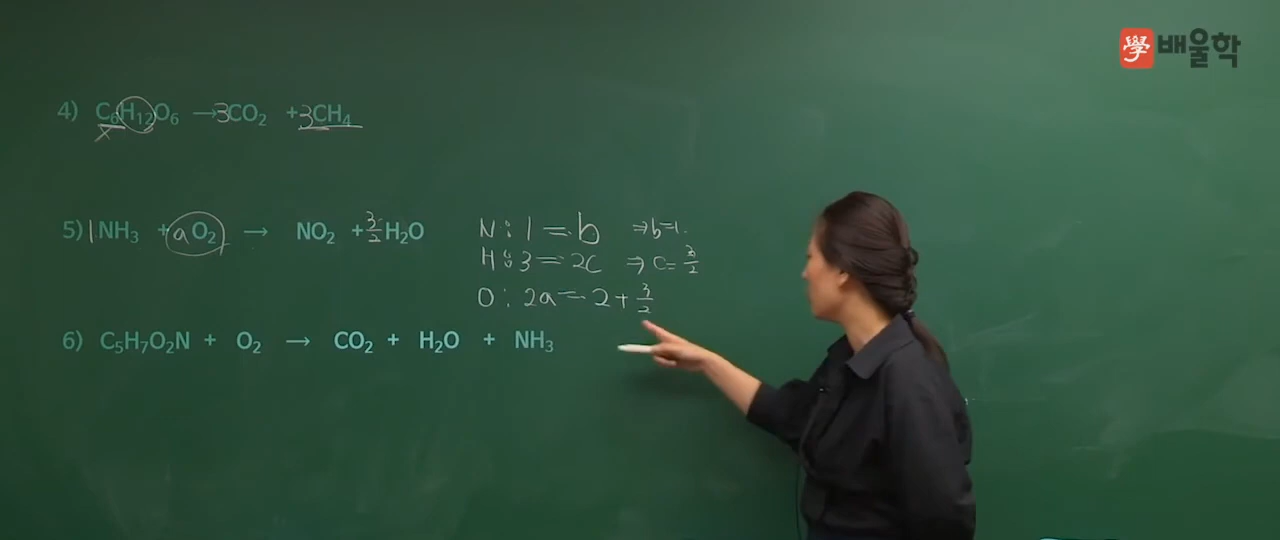 學 배울학
4) C₆H₁₂O₆ → 3CO₂ + 3CH₄
5) 1NH₃ + aO₂ → NO₂ + 3/2 H₂O
N : 1 = b ⇒ b=1.
H : 3 = 2c ⇒ c= 3/2
O : 2a = 2 + 3/2
6) C₅H₇O₂N + O₂ → CO₂ + H₂O + NH₃